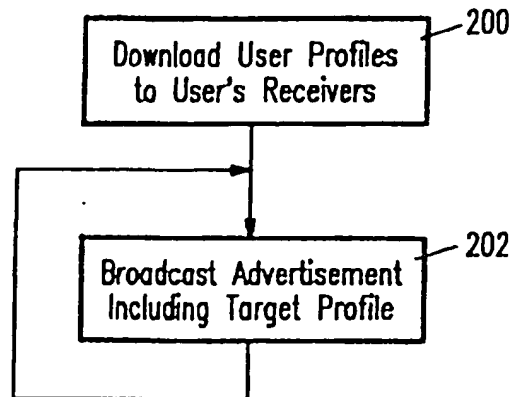 200
Download User Profiles
to User's Receivers
202
Broadcast Advertisement
Including Target Profile